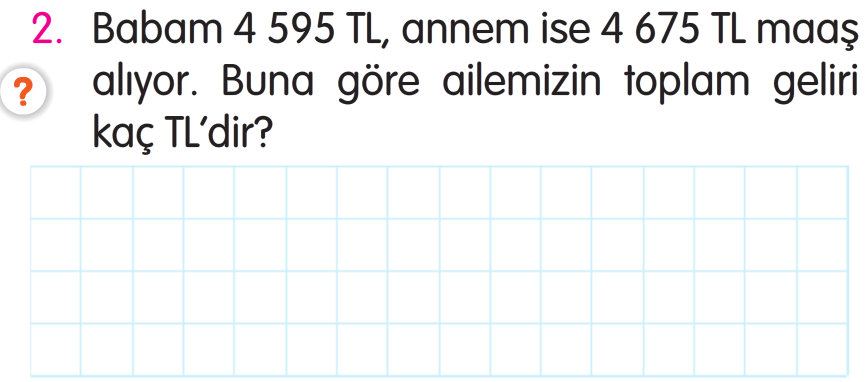 2. Babam 4 595 TL, annem ise 4 675 TL maaş
? alıyor. Buna göre ailemizin toplam geliri
kaç TL’dir?